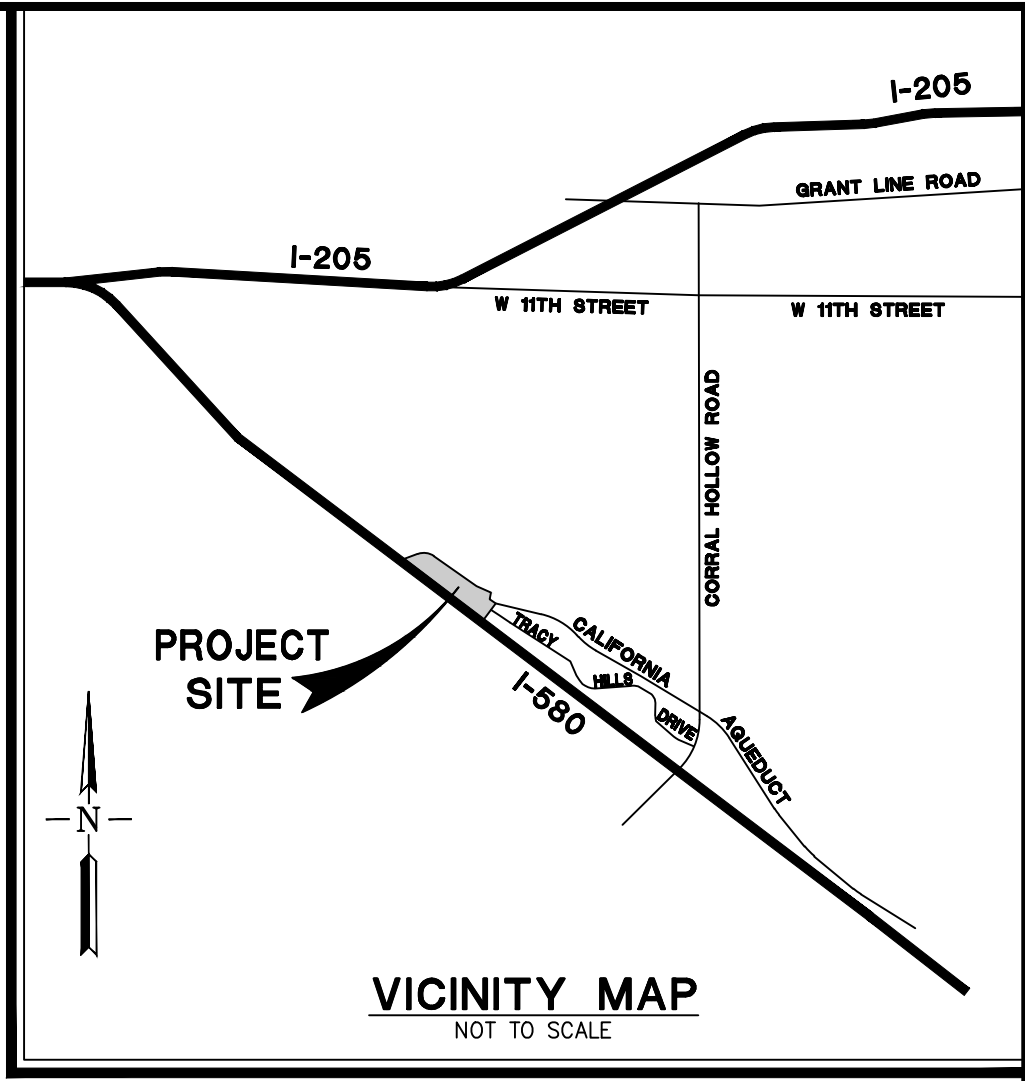 I-205
GRANT LINE ROAD
I-205
W 11TH STREET
W 11TH STREET
CORRAL HOLLOW ROAD
PROJECT
SITE
TRACY
HILLS
DRIVE
CALIFORNIA
AQUEDUCT
I-580
N
VICINITY MAP
NOT TO SCALE